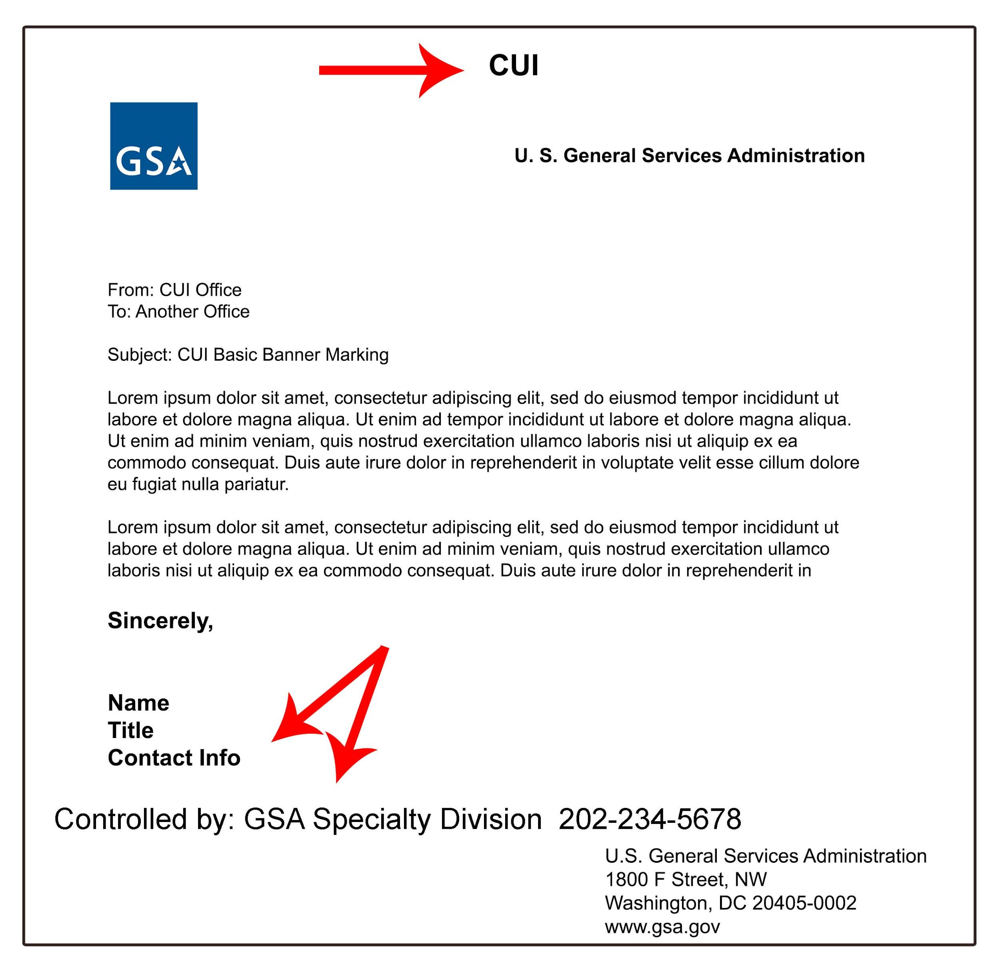 CUI
GSA
U. S. General Services Administration
From: CUI Office
To: Another Office
Subject: CUI Basic Banner Marking
Lorem ipsum dolor sit amet, consectetur adipiscing elit, sed do eiusmod tempor incididunt ut
labore et dolore magna aliqua. Ut enim ad tempor incididunt ut labore et dolore magna aliqua.
Ut enim ad minim veniam, quis nostrud exercitation ullamco laboris nisi ut aliquip ex ea
commodo consequat. Duis aute irure dolor in reprehenderit in voluptate velit esse cillum dolore
eu fugiat nulla pariatur.
Lorem ipsum dolor sit amet, consectetur adipiscing elit, sed do eiusmod tempor incididunt ut
labore et dolore magna aliqua. Ut enim ad minim veniam, quis nostrud exercitation ullamco
laboris nisi ut aliquip ex ea commodo consequat. Duis aute irure dolor in reprehenderit in
Sincerely,
Name
Title
Contact Info
Controlled by: GSA Specialty Division 202-234-5678
U.S. General Services Administration
1800 F Street, NW
Washington, DC 20405-0002
www.gsa.gov